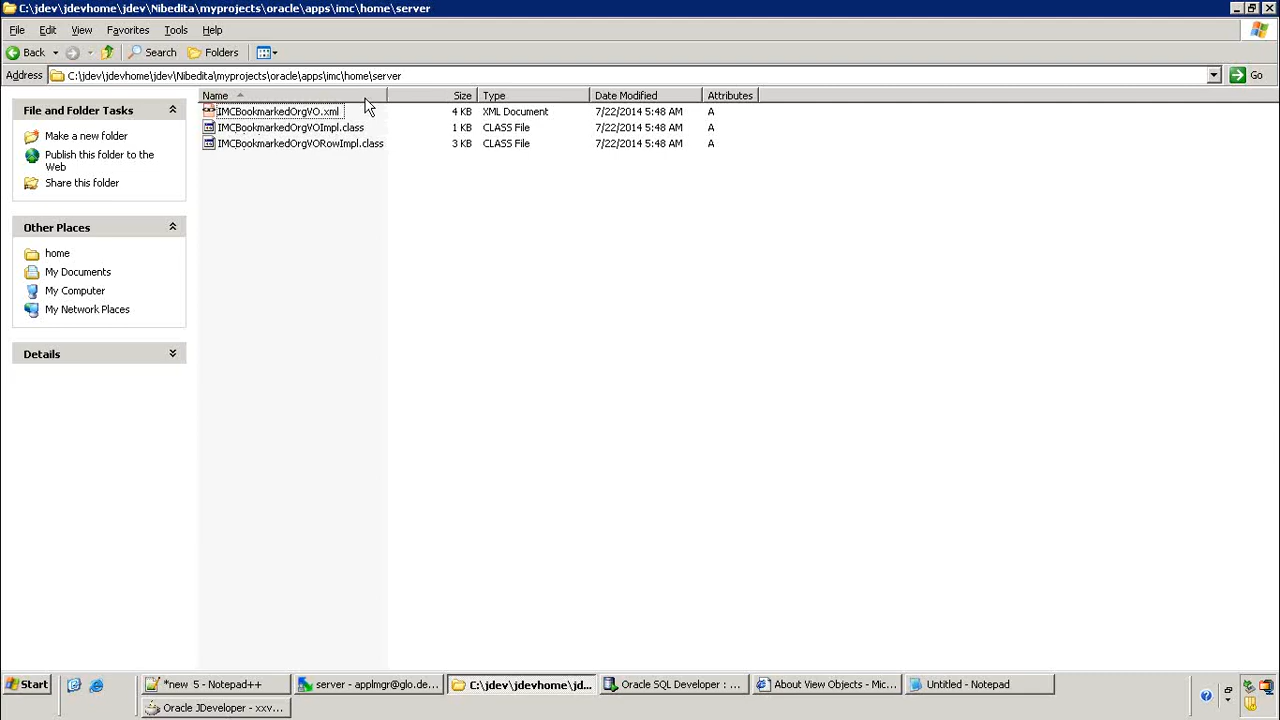 C:\jdev\jdevhome\jdev\Nibedita\myprojects\oracle\apps\imc\home\server
File Edit View Favorites Tools Help
Back Search Folders
Address C:\jdev\jdevhome\jdev\Nibedita\myprojects\oracle\apps\imc\home\server Go
Name Size Type Date Modified Attributes
IMCBookmarkedOrgVO.xml 4 KB XML Document 7/22/2014 5:48 AM A
IMCBookmarkedOrgVOImpl.class 1 KB CLASS File 7/22/2014 5:48 AM A
IMCBookmarkedOrgVORowImpl.class 3 KB CLASS File 7/22/2014 5:48 AM A
File and Folder Tasks
Make a new folder
Publish this folder to the
Web
Share this folder
Other Places
home
My Documents
My Computer
My Network Places
Details
Start *new 5 - Notepad++ server - applmgr@glo.de... C:\jdev\jdevhome\jd... Oracle SQL Developer : ... About View Objects - Mic... Untitled - Notepad
Oracle JDeveloper - xxv...